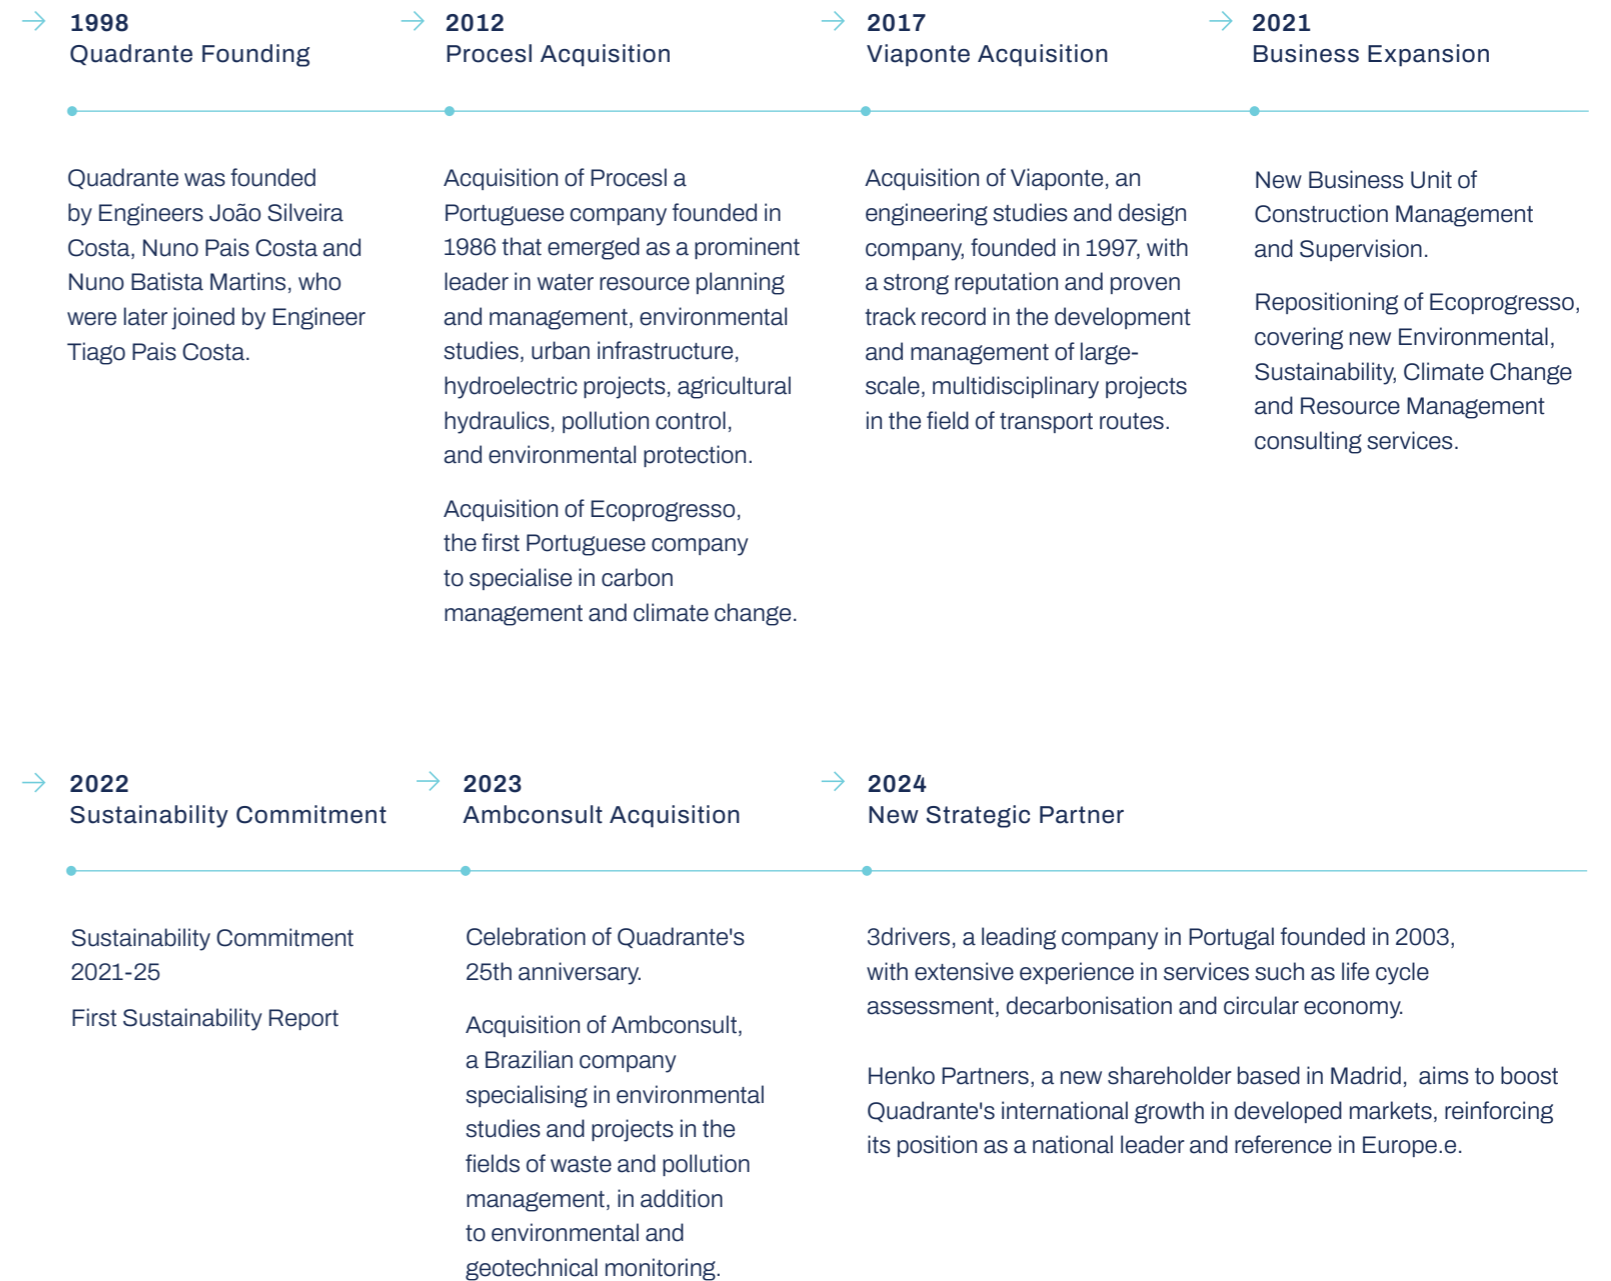 1998
Quadrante Founding
Quadrante was founded
by Engineers João Silveira
Costa, Nuno Pais Costa and
Nuno Batista Martins, who
were later joined by Engineer
Tiago Pais Costa.
2012
Procesl Acquisition
Acquisition of Procesl a
Portuguese company founded in
1986 that emerged as a prominent
leader in water resource planning
and management, environmental
studies, urban infrastructure,
hydroelectric projects, agricultural
hydraulics, pollution control,
and environmental protection.
Acquisition of Ecoprogresso,
the first Portuguese company
to specialise in carbon
management and climate change.
2017
Viaponte Acquisition
Acquisition of Viaponte, an
engineering studies and design
company, founded in 1997, with
a strong reputation and proven
track record in the development
and management of large-
scale, multidisciplinary projects
in the field of transport routes.
2021
Business Expansion
New Business Unit of
Construction Management
and Supervision.
Repositioning of Ecoprogresso,
covering new Environmental,
Sustainability, Climate Change
and Resource Management
consulting services.
2022
Sustainability Commitment
Sustainability Commitment
2021-25
First Sustainability Report
2023
Ambconsult Acquisition
Celebration of Quadrante's
25th anniversary.
Acquisition of Ambconsult,
a Brazilian company
specialising in environmental
studies and projects in the
fields of waste and pollution
management, in addition
to environmental and
geotechnical monitoring.
2024
New Strategic Partner
3drivers, a leading company in Portugal founded in 2003,
with extensive experience in services such as life cycle
assessment, decarbonisation and circular economy.
Henko Partners, a new shareholder based in Madrid,  aims to boost
Quadrante's international growth in developed markets, reinforcing
its position as a national leader and reference in Europe.e.